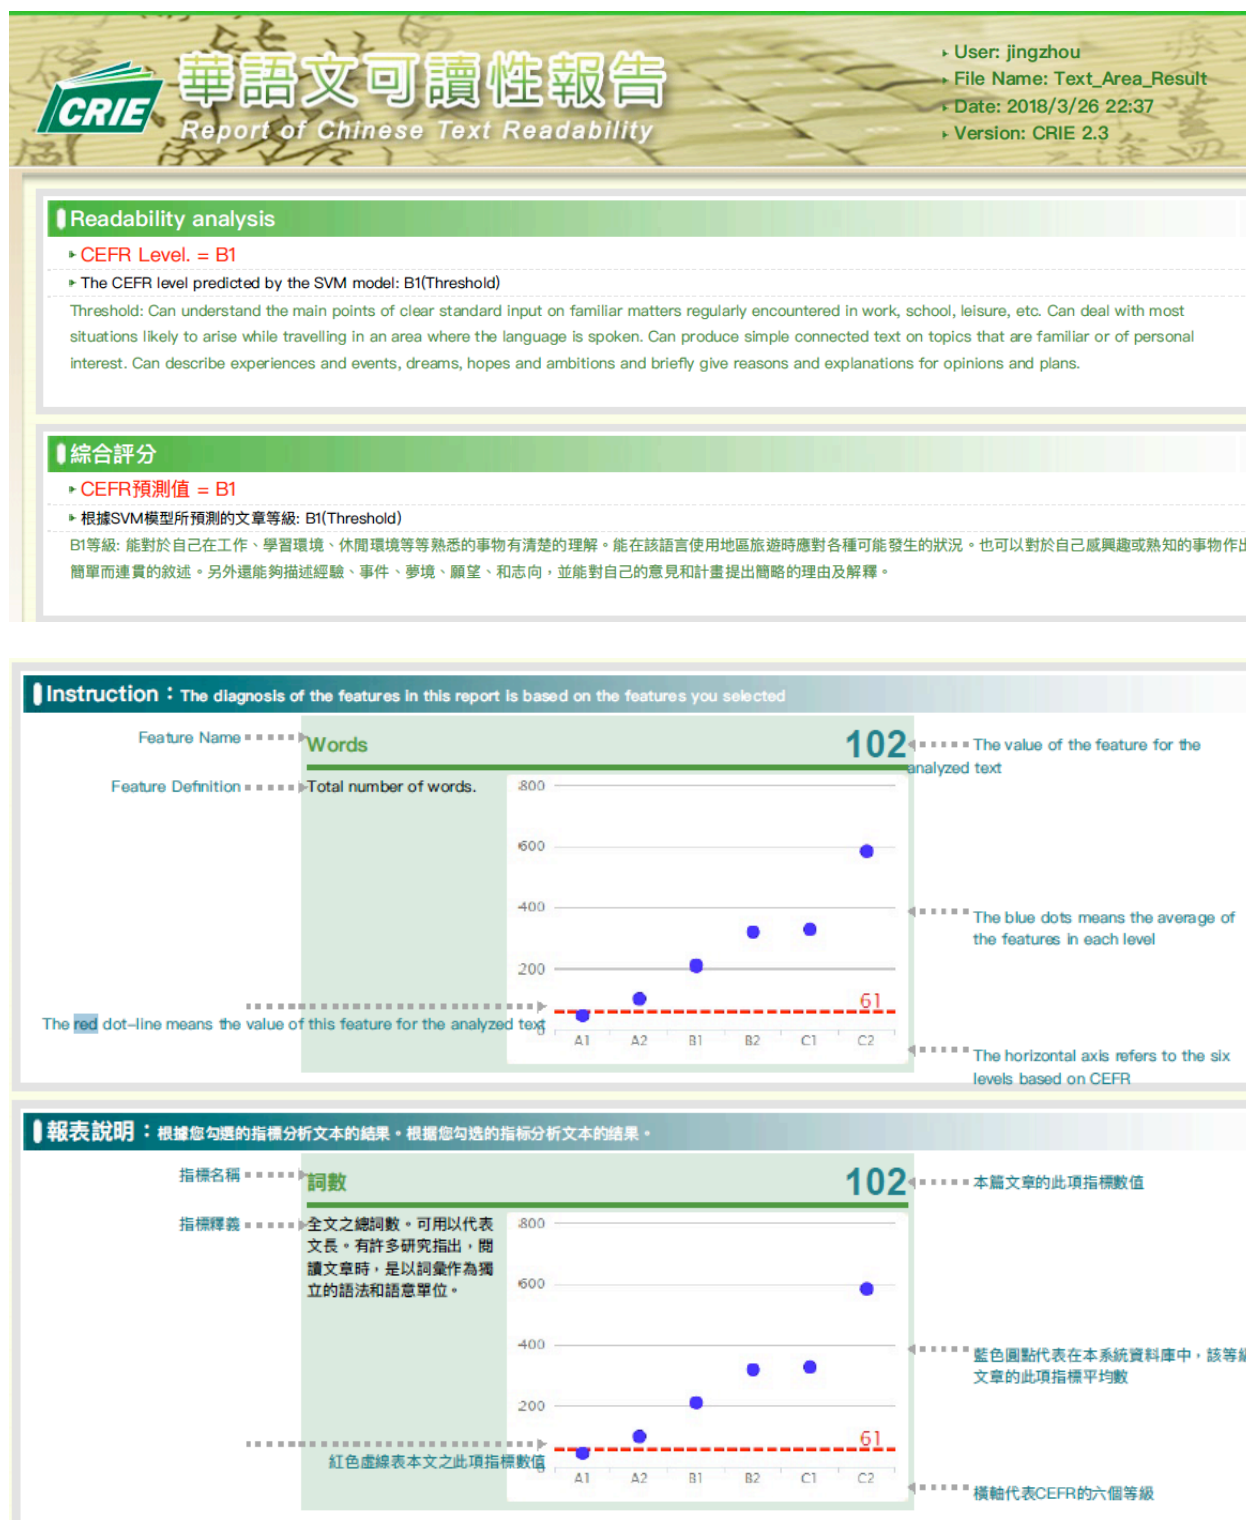 CRIE
華語文可讀性報告
Report of Chinese Text Readability
User: jingzhou
File Name: Text_Area_Result
Date: 2018/3/26 22:37
Version: CRIE 2.3
Readability analysis
CEFR Level. = B1
The CEFR level predicted by the SVM model: B1(Threshold)
Threshold: Can understand the main points of clear standard input on familiar matters regularly encountered in work, school, leisure, etc. Can deal with most
situations likely to arise while travelling in an area where the language is spoken. Can produce simple connected text on topics that are familiar or of personal
interest. Can describe experiences and events, dreams, hopes and ambitions and briefly give reasons and explanations for opinions and plans.
綜合評分
CEFR預測值 = B1
根據SVM模型所預測的文章等級: B1(Threshold)
B1等級: 能對於自己在工作、學習環境、休閒環境等等熟悉的事物有清楚的理解。能在該語言使用地區旅遊時應對各種可能發生的狀況。也可以對於自己感興趣或熟知的事物作出
簡單而連貫的敘述。另外還能夠描述經驗、事件、夢境、願望、和志向，並能對自己的意見和計畫提出簡略的理由及解釋。
Instruction：The diagnosis of the features in this report is based on the features you selected
Feature Name
Words
102
The value of the feature for the
analyzed text
Feature Definition
Total number of words.
800
600
400
200
0
61
A1 A2 B1 B2 C1 C2
The blue dots means the average of
the features in each level
The red dot-line means the value of this feature for the analyzed text
The horizontal axis refers to the six
levels based on CEFR
報表說明：根據您勾選的指標分析文本的結果。根据您勾选的指标分析文本的结果。
指標名稱
詞數
102
本篇文章的此項指標數值
指標釋義
全文之總詞數。可用以代表
文長。有許多研究指出，閱
讀文章時，是以詞彙作為獨
立的語法和語意單位。
800
600
400
200
0
61
A1 A2 B1 B2 C1 C2
藍色圓點代表在本系統資料庫中，該等級
文章的此項指標平均數
紅色虛線表本文之此項指標數值
橫軸代表CEFR的六個等級